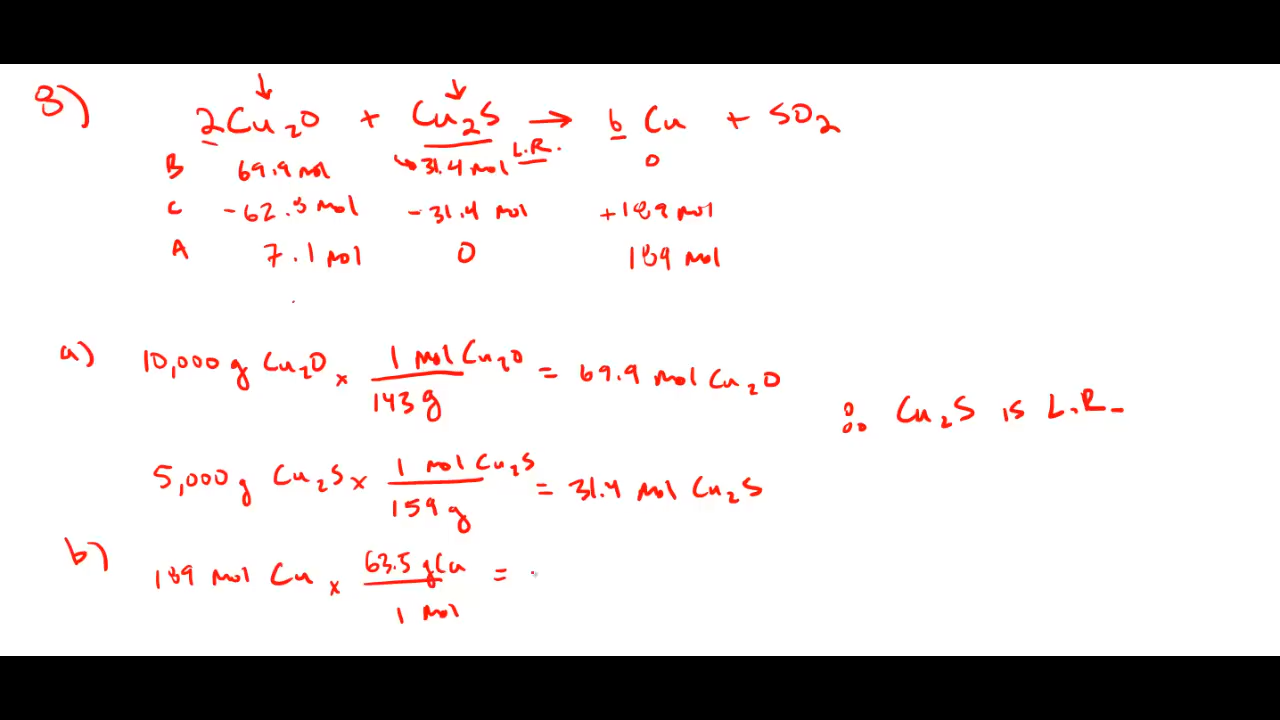 8) 2Cu₂O + Cu₂S → 6 Cu + SO₂
B 69.9 mol ↳ 31.4 mol L.R. 0
C -62.8 mol -31.4 mol +189 mol
A 7.1 mol 0 189 mol
a) 10,000 g Cu₂O x 1 mol Cu₂O / 143 g = 69.9 mol Cu₂O
∴ Cu₂S is L.R.
5,000 g Cu₂S x 1 mol Cu₂S / 159 g = 31.4 mol Cu₂S
b) 189 mol Cu x 63.5 g Cu / 1 mol =